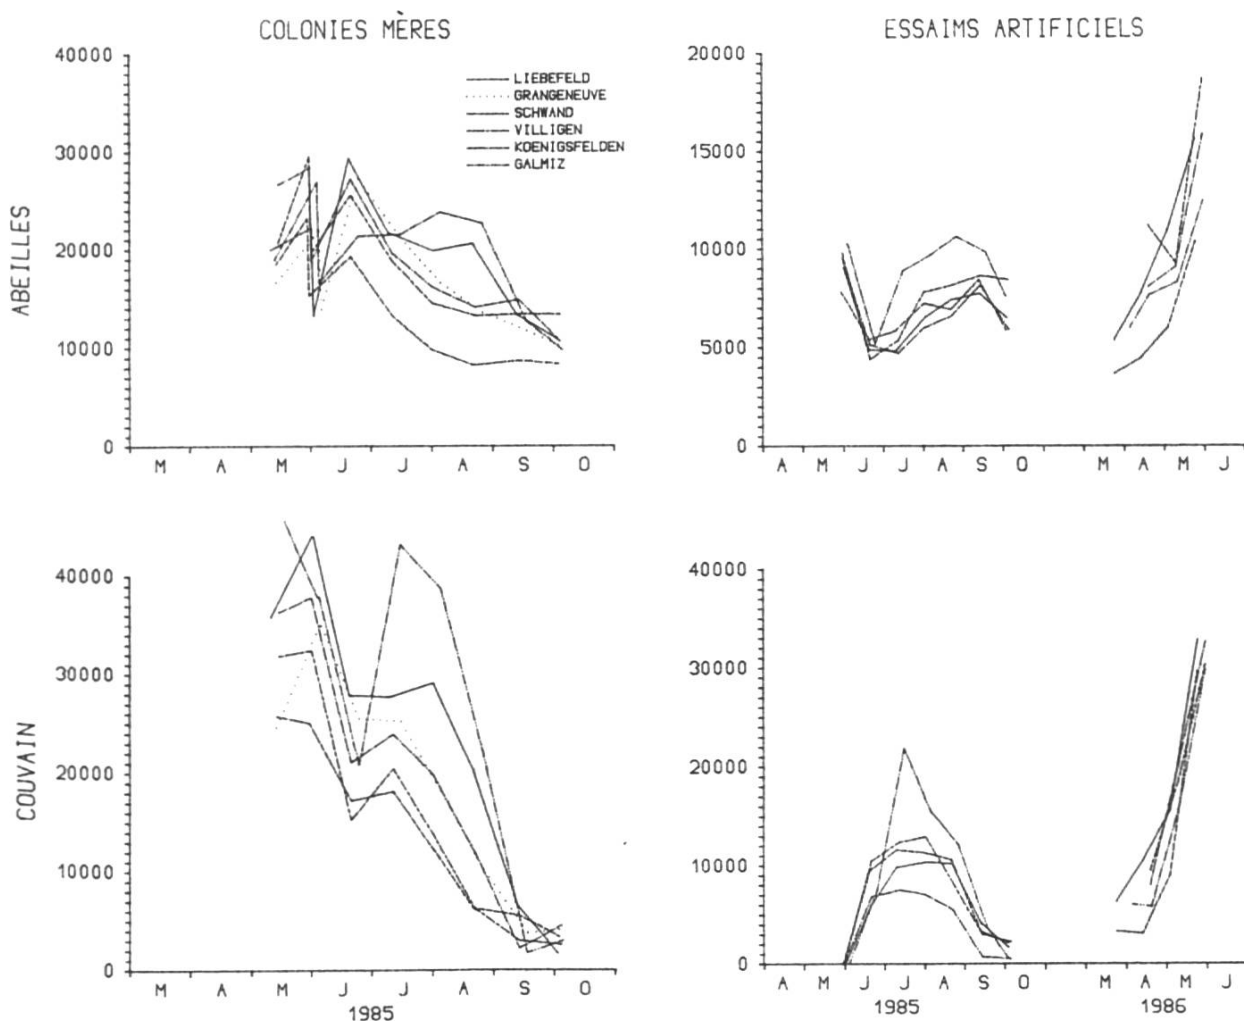 COLONIES MÈRES
ESSAIMS ARTIFICIELS
LIEBEFELD
GRANGENEUVE
SCHWAND
VILLIGEN
KOENIGSFELDEN
GALMIZ
ABEILLES
40000
30000
20000
10000
0
M A M J J A S O
20000
15000
10000
5000
0
A M J J A S O M A M J
COUVAIN
40000
30000
20000
10000
0
M A M J J A S O
1985
40000
30000
20000
10000
0
A M J J A S O M A M J
1985 1986